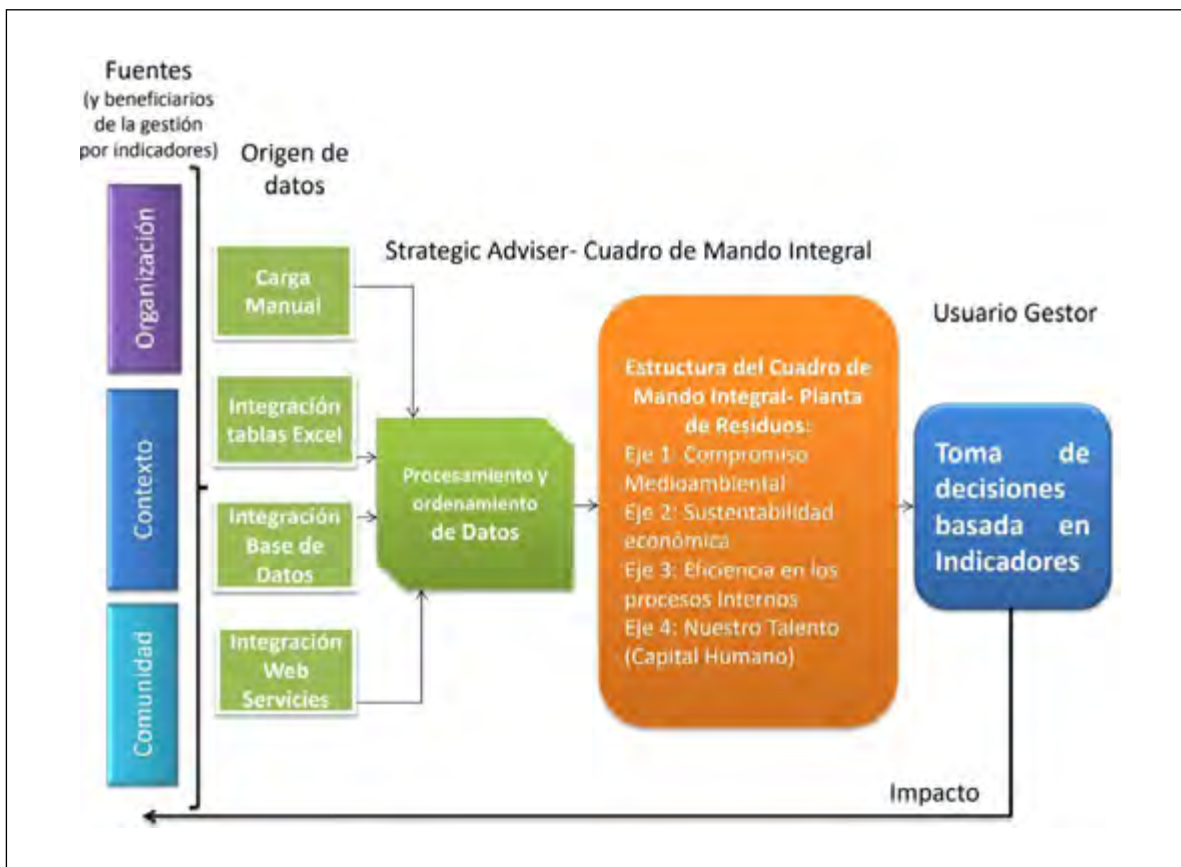 Fuentes
(y beneficiarios
de la gestión
por indicadores)
Origen de
datos
Organización
Contexto
Comunidad
Carga
Manual
Integración
tablas Excel
Integración
Base de
Datos
Integración
Web
Servicies
Strategic Adviser- Cuadro de Mando Integral
Procesamiento y
ordenamiento
de Datos
Estructura del Cuadro de
Mando Integral- Planta
de Residuos:
Eje 1: Compromiso
Medioambiental
Eje 2: Sustentabilidad
económica
Eje 3: Eficiencia en los
procesos Internos
Eje 4: Nuestro Talento
(Capital Humano)
Usuario Gestor
Toma de
decisiones
basada en
Indicadores
Impacto